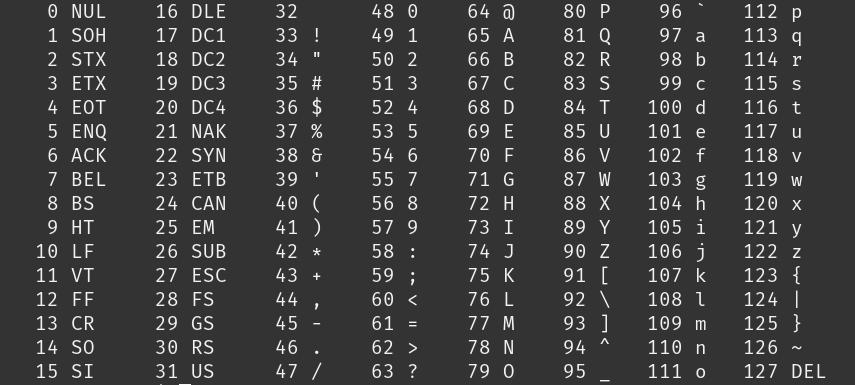 0 NUL 16 DLE 32 48 0 64 @ 80 P 96 ` 112 p
1 SOH 17 DC1 33 ! 49 1 65 A 81 Q 97 a 113 q
2 STX 18 DC2 34 " 50 2 66 B 82 R 98 b 114 r
3 ETX 19 DC3 35 # 51 3 67 C 83 S 99 c 115 s
4 EOT 20 DC4 36 $ 52 4 68 D 84 T 100 d 116 t
5 ENQ 21 NAK 37 % 53 5 69 E 85 U 101 e 117 u
6 ACK 22 SYN 38 & 54 6 70 F 86 V 102 f 118 v
7 BEL 23 ETB 39 ' 55 7 71 G 87 W 103 g 119 w
8 BS 24 CAN 40 ( 56 8 72 H 88 X 104 h 120 x
9 HT 25 EM 41 ) 57 9 73 I 89 Y 105 i 121 y
10 LF 26 SUB 42 * 58 : 74 J 90 Z 106 j 122 z
11 VT 27 ESC 43 + 59 ; 75 K 91 [ 107 k 123 {
12 FF 28 FS 44 , 60 < 76 L 92 \ 108 l 124 |
13 CR 29 GS 45 - 61 = 77 M 93 ] 109 m 125 }
14 SO 30 RS 46 . 62 > 78 N 94 ^ 110 n 126 ~
15 SI 31 US 47 / 63 ? 79 O 95 _ 111 o 127 DEL